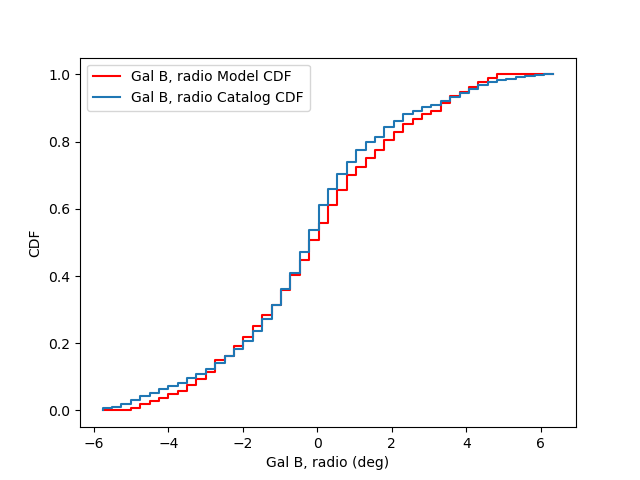 Gal B, radio Model CDF
Gal B, radio Catalog CDF
1.0
0.8
0.6
0.4
0.2
0.0
CDF
−6 −4 −2 0 2 4 6
Gal B, radio (deg)